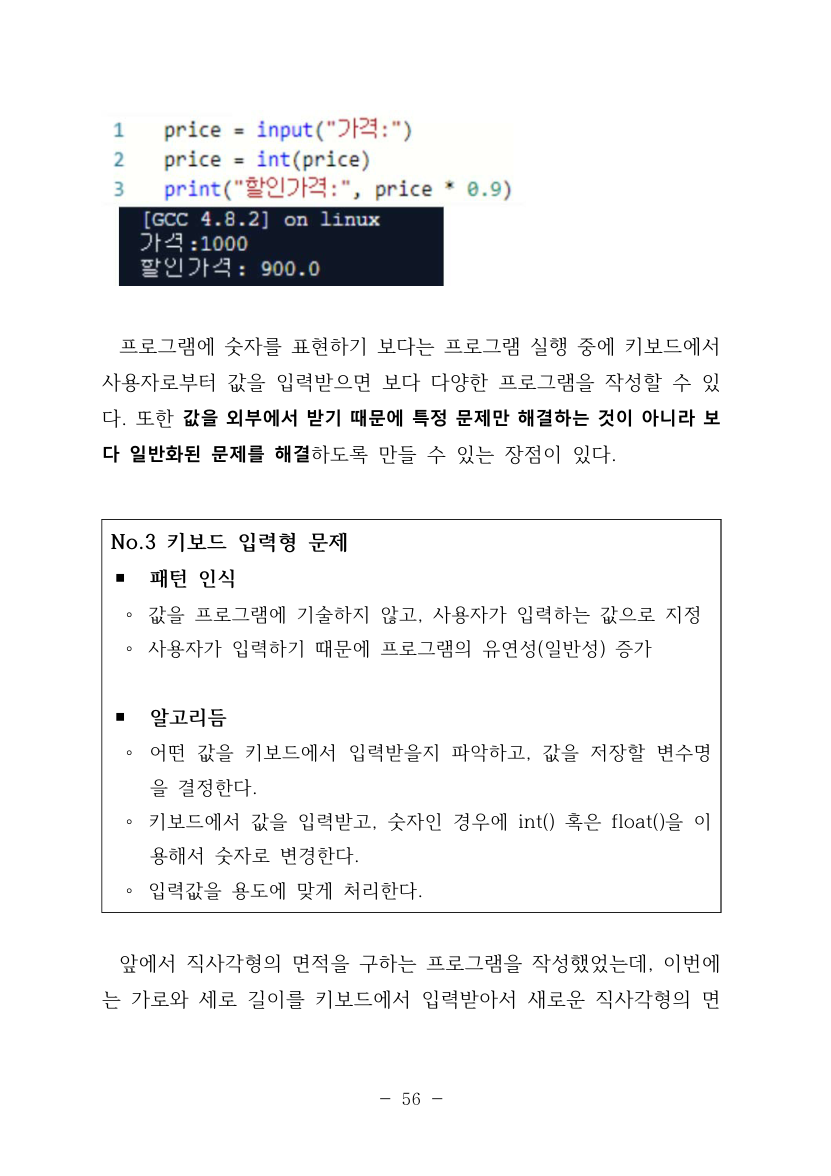 1 price = input("가격:")
2 price = int(price)
3 print("할인가격:", price * 0.9)
[GCC 4.8.2] on linux
가격:1000
할인가격: 900.0
프로그램에 숫자를 표현하기 보다는 프로그램 실행 중에 키보드에서
사용자로부터 값을 입력받으면 보다 다양한 프로그램을 작성할 수 있
다. 또한 값을 외부에서 받기 때문에 특정 문제만 해결하는 것이 아니라 보
다 일반화된 문제를 해결하도록 만들 수 있는 장점이 있다.
No.3 키보드 입력형 문제
▪ 패턴 인식
◦ 값을 프로그램에 기술하지 않고, 사용자가 입력하는 값으로 지정
◦ 사용자가 입력하기 때문에 프로그램의 유연성(일반성) 증가
▪ 알고리듬
◦ 어떤 값을 키보드에서 입력받을지 파악하고, 값을 저장할 변수명
을 결정한다.
◦ 키보드에서 값을 입력받고, 숫자인 경우에 int() 혹은 float()을 이
용해서 숫자로 변경한다.
◦ 입력값을 용도에 맞게 처리한다.
앞에서 직사각형의 면적을 구하는 프로그램을 작성했었는데, 이번에
는 가로와 세로 길이를 키보드에서 입력받아서 새로운 직사각형의 면
- 56 -